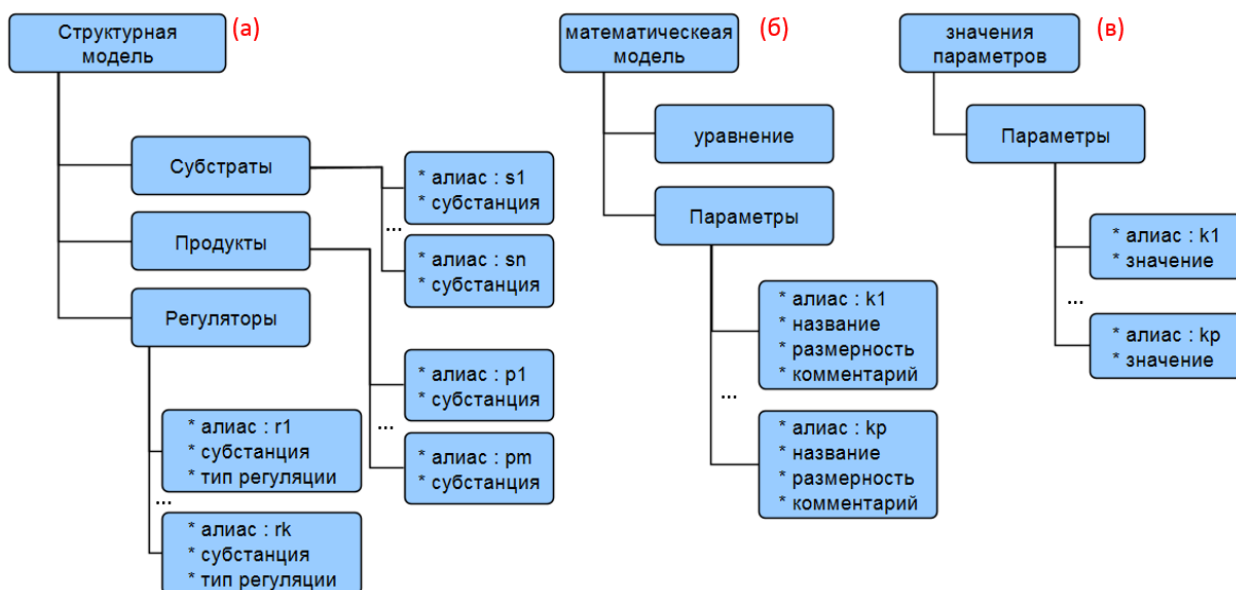 Структурная
модель
(а)
Субстраты
* алиас : s1
* субстанция
...
* алиас : sn
* субстанция
Продукты
* алиас : p1
* субстанция
...
* алиас : pm
* субстанция
Регуляторы
* алиас : r1
* субстанция
* тип регуляции
...
* алиас : rk
* субстанция
* тип регуляции
математическеая
модель
(б)
уравнение
Параметры
* алиас : k1
* название
* размерность
* комментарий
...
* алиас : kp
* название
* размерность
* комментарий
значения
параметров
(в)
Параметры
* алиас : k1
* значение
...
* алиас : kp
* значение